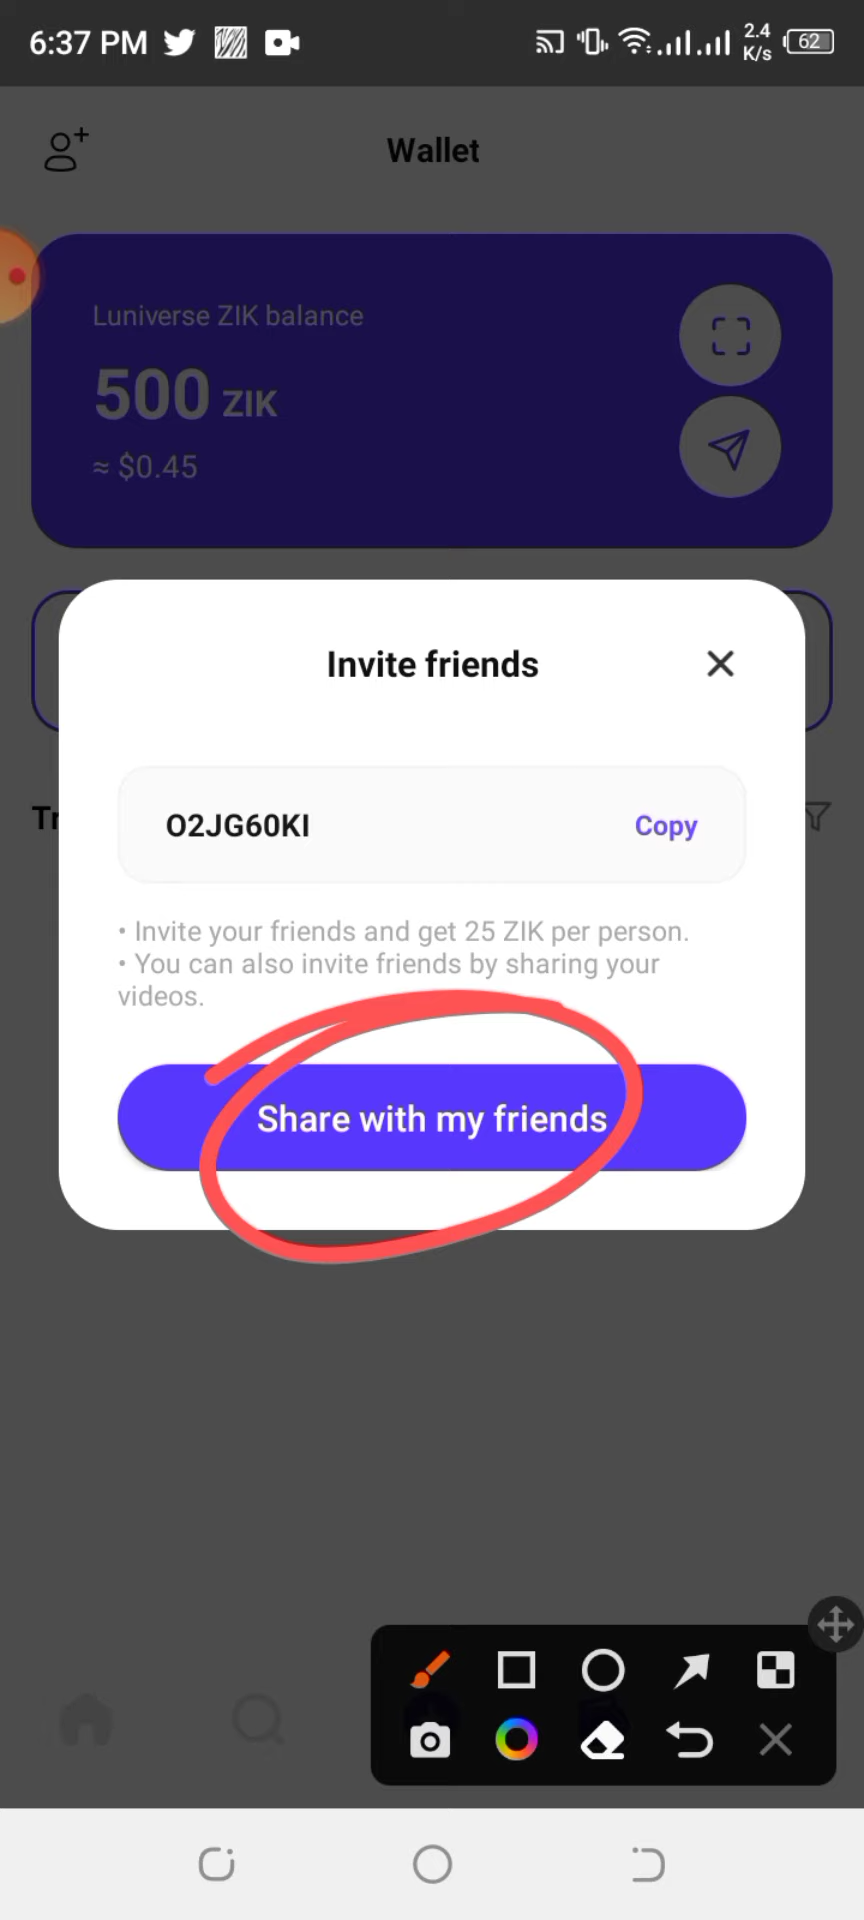 6:37 PM
2.4
K/s
62
Wallet
Luniverse ZIK balance
500 ZIK
≈ $0.45
Invite friends
Tr
O2JG60KI
Copy
• Invite your friends and get 25 ZIK per person.
• You can also invite friends by sharing your
videos.
Share with my friends